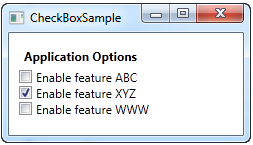 CheckBoxSample
Application Options
Enable feature ABC
Enable feature XYZ
Enable feature WWW